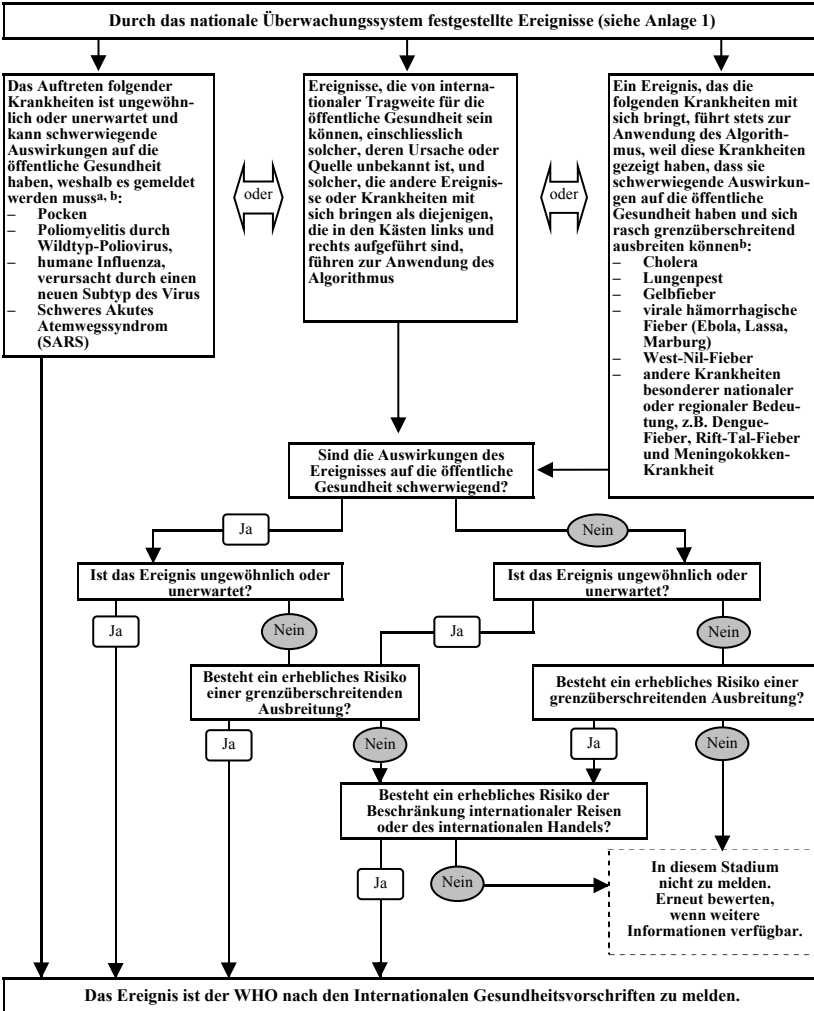 Durch das nationale Überwachungssystem festgestellte Ereignisse (siehe Anlage 1)
Das Auftreten folgender
Krankheiten ist ungewöhn-
lich oder unerwartet und
kann schwerwiegende
Auswirkungen auf die
öffentliche Gesundheit
haben, weshalb es gemeldet
werden mussa, b:
– Pocken
– Poliomyelitis durch
Wildtyp-Poliovirus,
– humane Influenza,
verursacht durch einen
neuen Subtyp des Virus
– Schweres Akutes
Atemwegssyndrom
(SARS)
oder
Ereignisse, die von internatio-
tionaler Tragweite für die
öffentliche Gesundheit sein
können, einschliesslich
solcher, deren Ursache oder
Quelle unbekannt ist, und
solcher, die andere Ereignis-
se oder Krankheiten mit
sich bringen als diejenigen,
die in den Kästen links und
rechts aufgeführt sind,
führen zur Anwendung des
Algorithmus
oder
Ein Ereignis, das die
folgenden Krankheiten mit
sich bringt, führt stets zur
Anwendung des Algorith-
mus, weil diese Krankheiten
gezeigt haben, dass sie
schwerwiegende Auswirkun-
gen auf die öffentliche
Gesundheit haben und sich
rasch grenzüberschreitend
ausbreiten könnenb:
– Cholera
– Lungenpest
– Gelbfieber
– virale hämorrhagische
Fieber (Ebola, Lassa,
Marburg)
– West-Nil-Fieber
– andere Krankheiten
besonderer nationaler
oder regionaler Bedeu-
tung, z.B. Dengue-
Fieber, Rift-Tal-Fieber
und Meningokokken-
Krankheit
Sind die Auswirkungen des
Ereignisses auf die öffentliche
Gesundheit schwerwiegend?
Ja
Nein
Ist das Ereignis ungewöhnlich oder
unerwartet?
Ist das Ereignis ungewöhnlich oder
unerwartet?
Ja
Nein
Ja
Nein
Besteht ein erhebliches Risiko
einer grenzüberschreitenden
Ausbreitung?
Besteht ein erhebliches Risiko einer
grenzüberschreitenden Ausbreitung?
Ja
Nein
Ja
Nein
Besteht ein erhebliches Risiko der
Beschränkung internationaler Reisen
oder des internationalen Handels?
Ja
Nein
In diesem Stadium
nicht zu melden.
Erneut bewerten,
wenn weitere
Informationen verfügbar.
Das Ereignis ist der WHO nach den Internationalen Gesundheitsvorschriften zu melden.